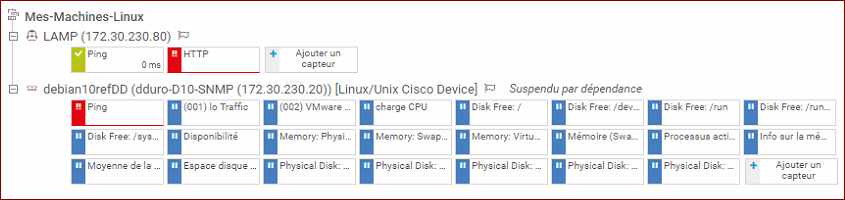 Mes-Machines-Linux
LAMP (172.30.230.80)
Ping
0 ms
HTTP
Ajouter un
capteur
debian10refDD (dduro-D10-SNMP (172.30.230.20)) [Linux/Unix Cisco Device] Suspendu par dépendance
Ping (001) lo Traffic (002) VMware ... charge CPU Disk Free: / Disk Free: /dev... Disk Free: /run Disk Free: /run...
Disk Free: /sys... Disponibilité Memory: Physi... Memory: Swap... Memory: Virtu... Mémoire (Swa... Processus acti... Info sur la mé...
Moyenne de la ... Espace disque ... Physical Disk: ... Physical Disk: ... Physical Disk: ... Physical Disk: ... Physical Disk: ... Ajouter un
capteur